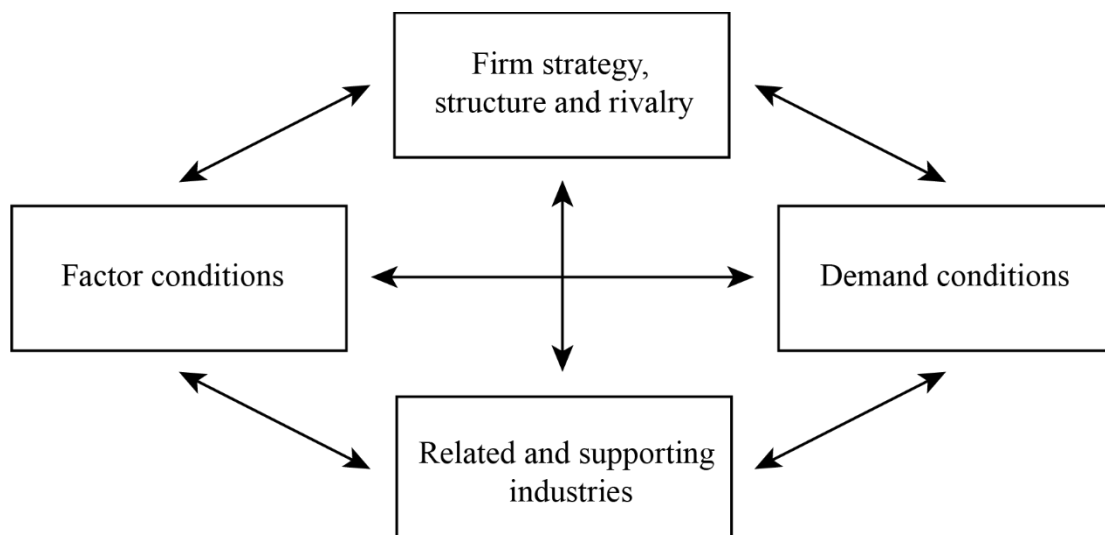 Firm strategy,
structure and rivalry
Factor conditions
Demand conditions
Related and supporting
industries